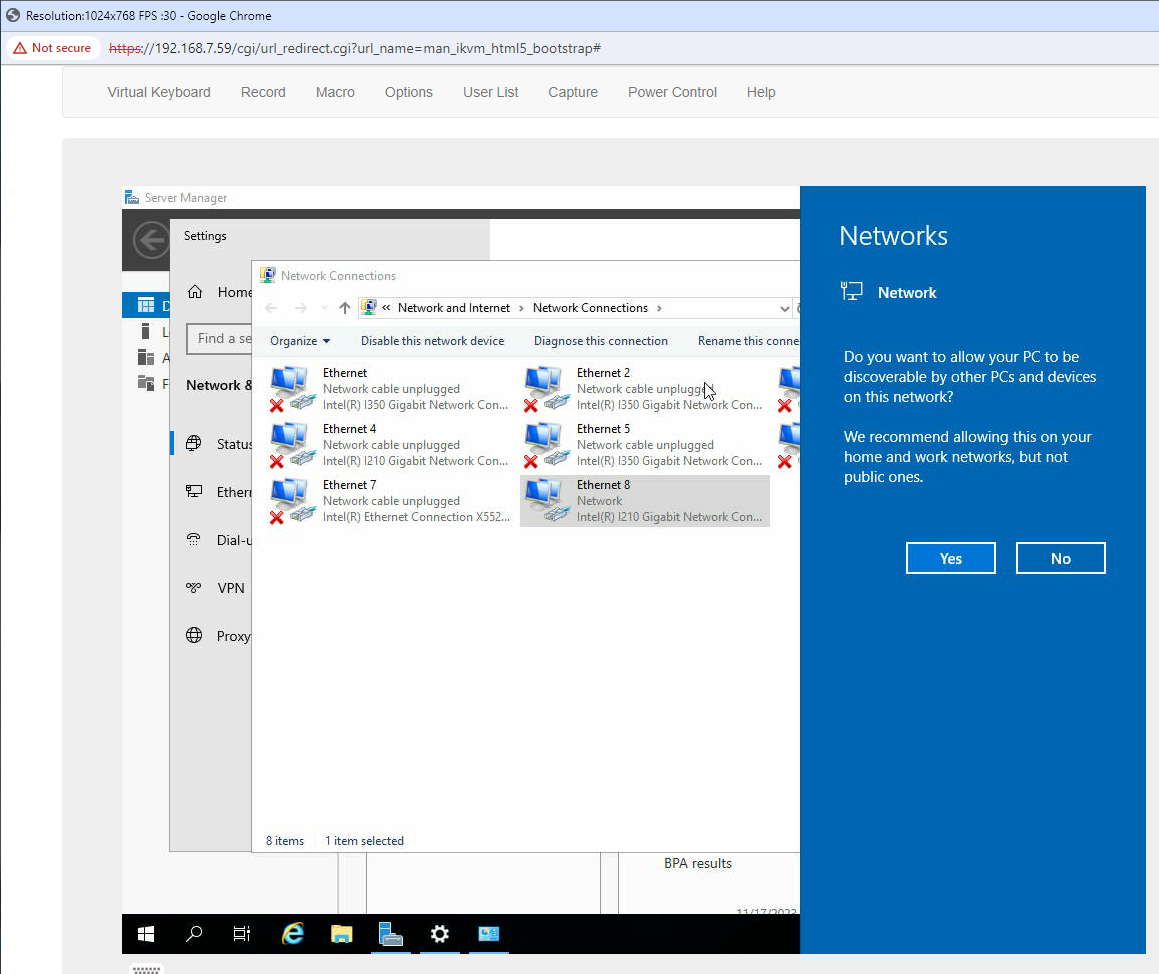 Resolution:1024x768 FPS :30 - Google Chrome
Not secure
https://192.168.7.59/cgi/url_redirect.cgi?url_name=man_ikvm_html5_bootstrap#
Virtual Keyboard Record Macro Options User List Capture Power Control Help
Server Manager
Settings
Home
Find a se
Network &
Status
Ethern
Dial-u
VPN
Proxy
D
L
A
F
Network Connections
« Network and Internet › Network Connections ›
Organize Disable this network device Diagnose this connection Rename this conne
Ethernet
Network cable unplugged
Intel(R) I350 Gigabit Network Con...
Ethernet 2
Network cable unplugged
Intel(R) I350 Gigabit Network Con...
Ethernet 4
Network cable unplugged
Intel(R) I210 Gigabit Network Con...
Ethernet 5
Network cable unplugged
Intel(R) I350 Gigabit Network Con...
Ethernet 7
Network cable unplugged
Intel(R) Ethernet Connection X552...
Ethernet 8
Network
Intel(R) I210 Gigabit Network Con...
8 items 1 item selected
BPA results
11/17/2023
Networks
Network
Do you want to allow your PC to be
discoverable by other PCs and devices
on this network?
We recommend allowing this on your
home and work networks, but not
public ones.
Yes
No